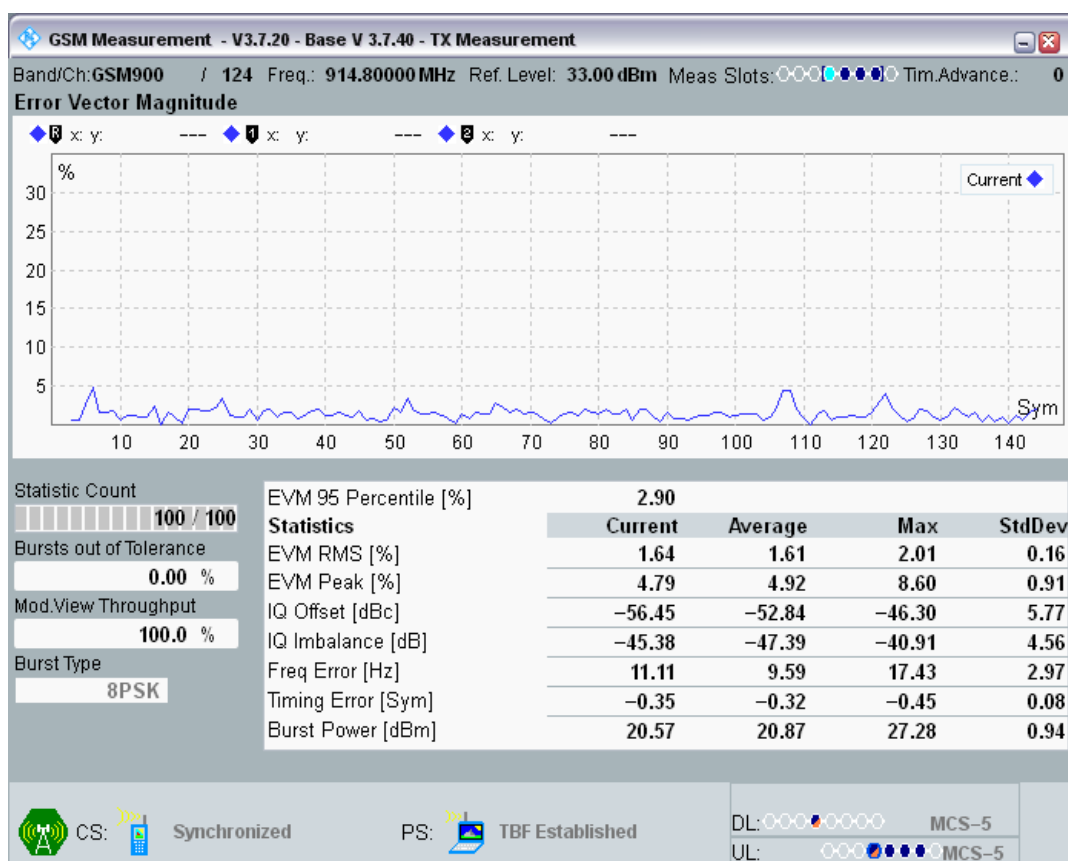 GSM Measurement - V3.7.20 - Base V 3.7.40 - TX Measurement
Band/Ch:GSM900 / 124 Freq.: 914.80000 MHz Ref. Level: 33.00 dBm Meas Slots: Tim.Advance.: 0
Error Vector Magnitude
R x: y: --- 1 x: y: --- 2 x: y: ---
%
Current
30
25
20
15
10
5
Sym
10 20 30 40 50 60 70 80 90 100 110 120 130 140
Statistic Count
100 / 100
Bursts out of Tolerance
0.00 %
Mod.View Throughput
100.0 %
Burst Type
8PSK
EVM 95 Percentile [%] 2.90
Statistics Current Average Max StdDev
EVM RMS [%] 1.64 1.61 2.01 0.16
EVM Peak [%] 4.79 4.92 8.60 0.91
IQ Offset [dBc] −56.45 −52.84 −46.30 5.77
IQ Imbalance [dB] −45.38 −47.39 −40.91 4.56
Freq Error [Hz] 11.11 9.59 17.43 2.97
Timing Error [Sym] −0.35 −0.32 −0.45 0.08
Burst Power [dBm] 20.57 20.87 27.28 0.94
CS: Synchronized PS: TBF Established
DL: MCS−5
UL: MCS−5